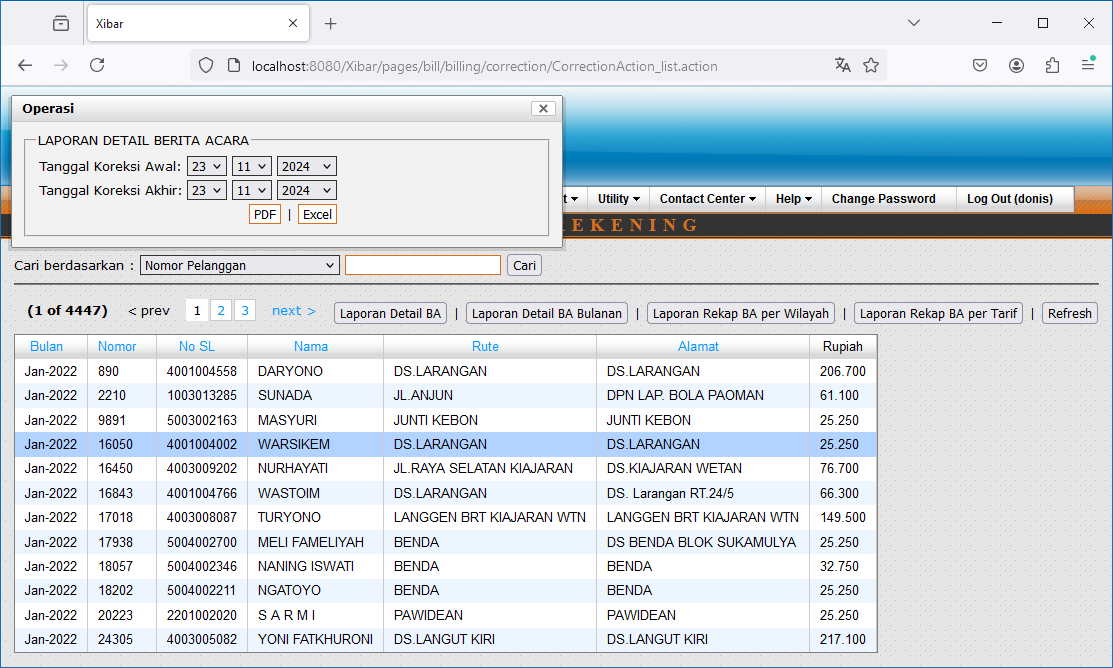 Xibar
localhost:8080/Xibar/pages/bill/billing/correction/CorrectionAction_list.action
Operasi
LAPORAN DETAIL BERITA ACARA
Tanggal Koreksi Awal: 23 11 2024
Tanggal Koreksi Akhir: 23 11 2024
PDF | Excel
t Utility Contact Center Help Change Password Log Out (donis)
EKENING
Cari berdasarkan : Nomor Pelanggan Cari
(1 of 4447) < prev 1 2 3 next > Laporan Detail BA | Laporan Detail BA Bulanan | Laporan Rekap BA per Wilayah | Laporan Rekap BA per Tarif | Refresh
Bulan Nomor No SL Nama Rute Alamat Rupiah
Jan-2022 890 4001004558 DARYONO DS.LARANGAN DS.LARANGAN 206.700
Jan-2022 2210 1003013285 SUNADA JL.ANJUN DPN LAP. BOLA PAOMAN 61.100
Jan-2022 9891 5003002163 MASYURI JUNTI KEBON JUNTI KEBON 25.250
Jan-2022 16050 4001004002 WARSIKEM DS.LARANGAN DS.LARANGAN 25.250
Jan-2022 16450 4003009202 NURHAYATI JL.RAYA SELATAN KIAJARAN DS.KIAJARAN WETAN 76.700
Jan-2022 16843 4001004766 WASTOIM DS.LARANGAN DS. Larangan RT.24/5 66.300
Jan-2022 17018 4003008087 TURYONO LANGGEN BRT KIAJARAN WTN LANGGEN BRT KIAJARAN WTN 149.500
Jan-2022 17938 5004002700 MELI FAMELIYAH BENDA DS BENDA BLOK SUKAMULYA 25.250
Jan-2022 18057 5004002346 NANING ISWATI BENDA BENDA 32.750
Jan-2022 18202 5004002211 NGATOYO BENDA BENDA 25.250
Jan-2022 20223 2201002020 S A R M I PAWIDEAN PAWIDEAN 25.250
Jan-2022 24305 4003005082 YONI FATKHURONI DS.LANGUT KIRI DS.LANGUT KIRI 217.100